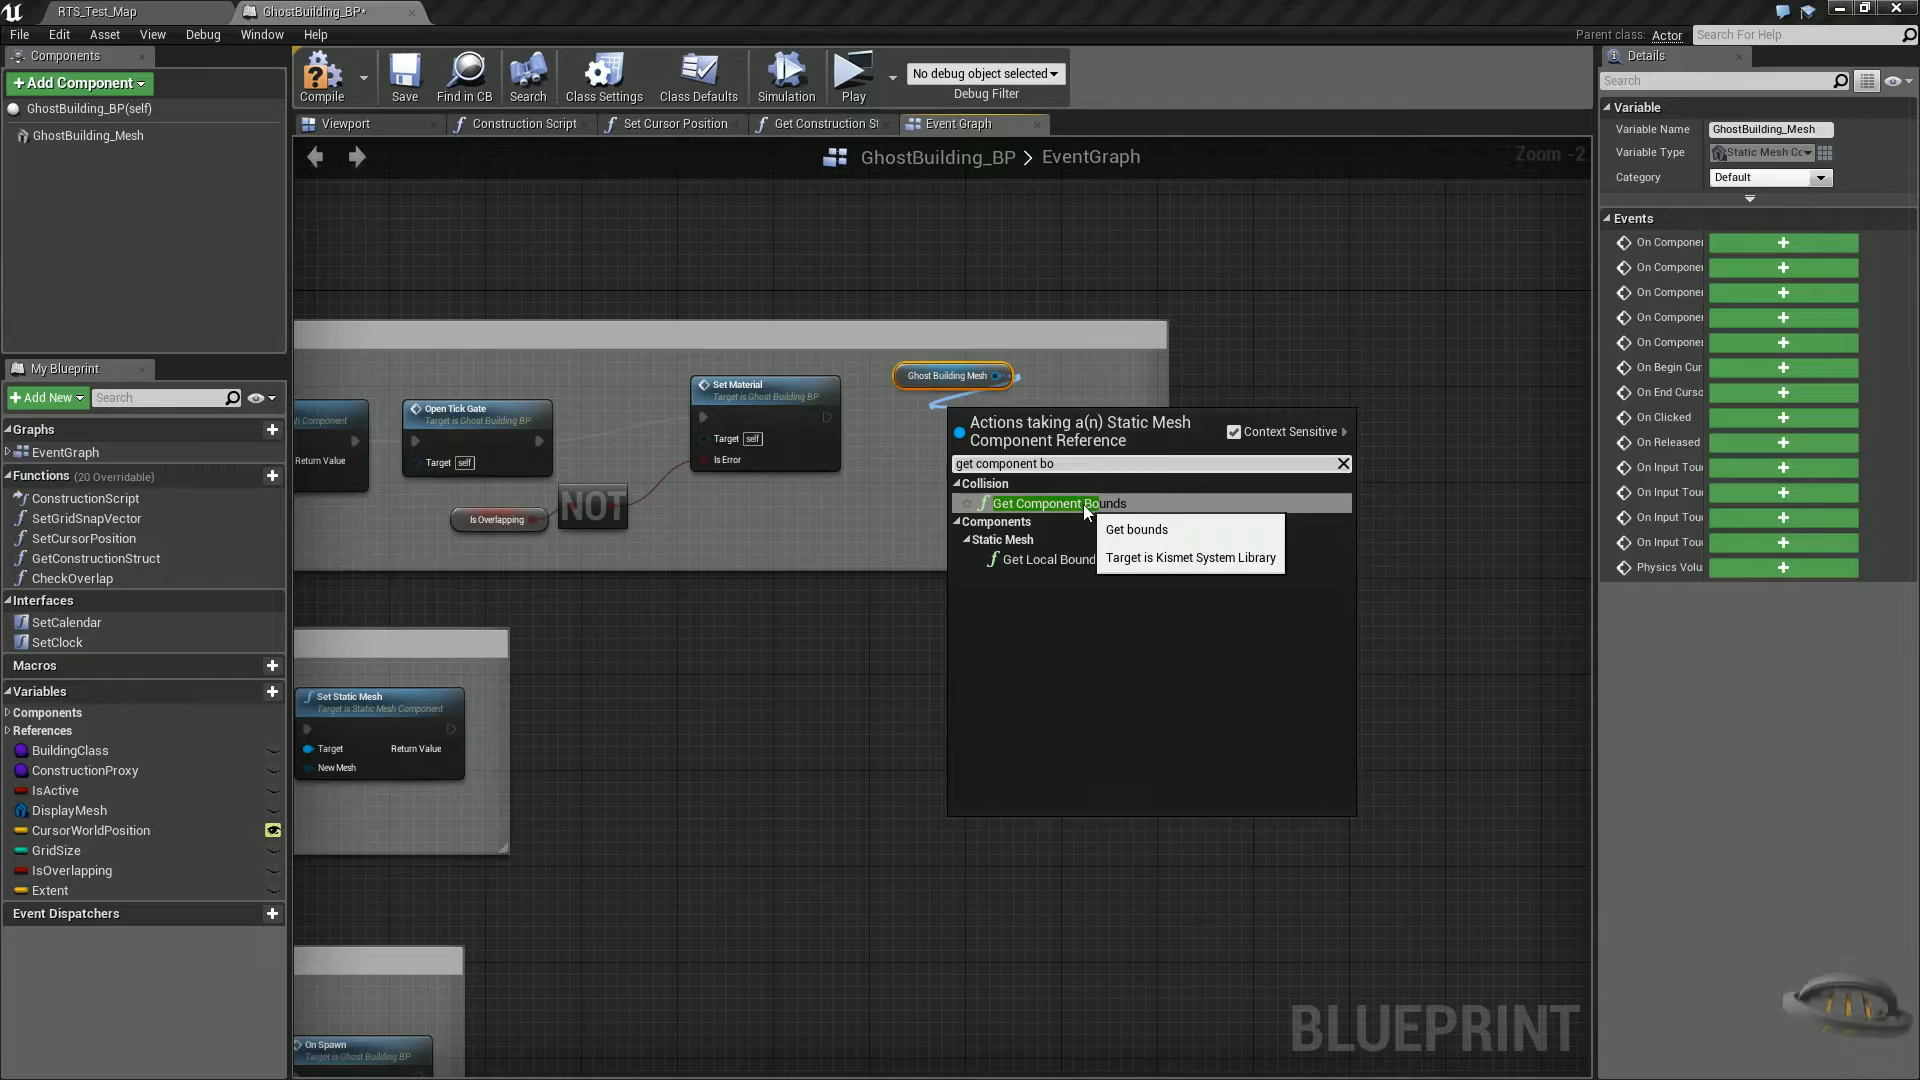 RTS_Test_Map
GhostBuilding_BP*
File Edit Asset View Debug Window Help
Parent class: Actor
Search For Help
Components
+Add Component
GhostBuilding_BP(self)
GhostBuilding_Mesh
Compile
Save
Find in CB
Search
Class Settings
Class Defaults
Simulation
Play
No debug object selected
Debug Filter
Viewport
Construction Script
Set Cursor Position
Get Construction St
Event Graph
GhostBuilding_BP > EventGraph
Zoom -2
My Blueprint
+Add New
Search
Graphs
EventGraph
Functions (20 Overridable)
ConstructionScript
SetGridSnapVector
SetCursorPosition
GetConstructionStruct
CheckOverlap
Interfaces
SetCalendar
SetClock
Macros
Variables
Components
References
BuildingClass
ConstructionProxy
IsActive
DisplayMesh
CursorWorldPosition
GridSize
IsOverlapping
Extent
Event Dispatchers
h Component
Return Value
Open Tick Gate
Target is Ghost Building BP
Target self
Is Overlapping
NOT
Set Material
Target is Ghost Building BP
Target self
Is Error
Ghost Building Mesh
Actions taking a(n) Static Mesh
Component Reference
Context Sensitive
get component bo
Collision
Get Component Bounds
Components
Static Mesh
Get Local Bound
Get bounds
Target is Kismet System Library
Set Static Mesh
Target is Static Mesh Component
Target
Return Value
New Mesh
On Spawn
Target is Ghost Building BP
BLUEPRINT
Details
Search
Variable
Variable Name GhostBuilding_Mesh
Variable Type Static Mesh Cc
Category Default
Events
On Componer
On Componer
On Componer
On Componer
On Componer
On Begin Cur
On End Curso
On Clicked
On Released
On Input Touc
On Input Touc
On Input Touc
On Input Touc
Physics Volu